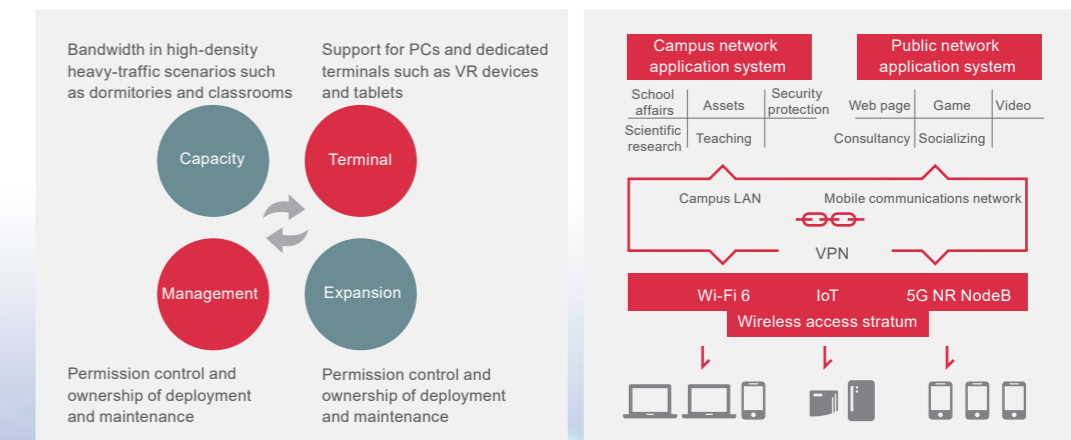 Bandwidth in high-density
heavy-traffic scenarios such
as dormitories and classrooms
Support for PCs and dedicated
terminals such as VR devices
and tablets
Capacity
Terminal
Management
Expansion
Permission control and
ownership of deployment
and maintenance
Permission control and
ownership of deployment
and maintenance
Campus network
application system
Public network
application system
School
affairs
Assets
Security
protection
Scientific
research
Teaching
Web page
Game
Video
Consultancy
Socializing
Campus LAN
Mobile communications network
VPN
Wi-Fi 6
IoT
5G NR NodeB
Wireless access stratum